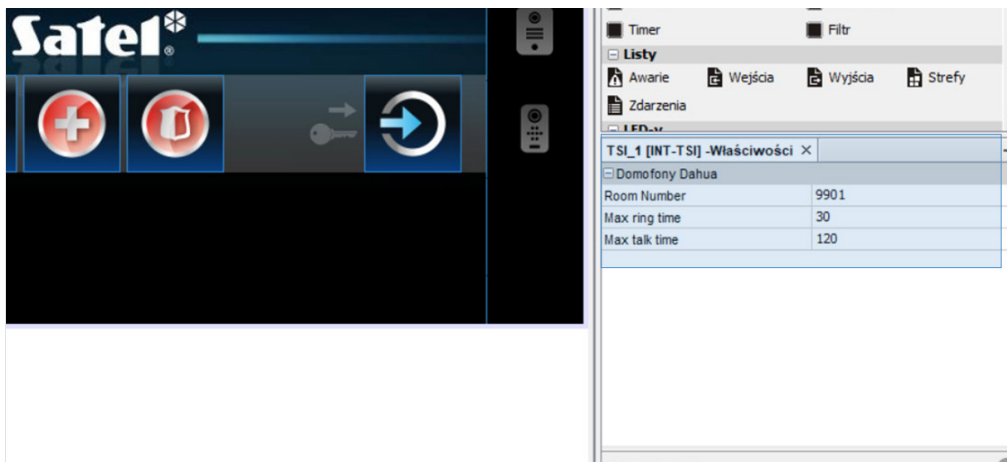 Satel®
Timer Filtr
Listy
Awarie Wejścia Wyjścia Strefy
Zdarzenia
LED-y
TSI_1 [INT-TSI] -Właściwości
Domofony Dahua
Room Number 9901
Max ring time 30
Max talk time 120